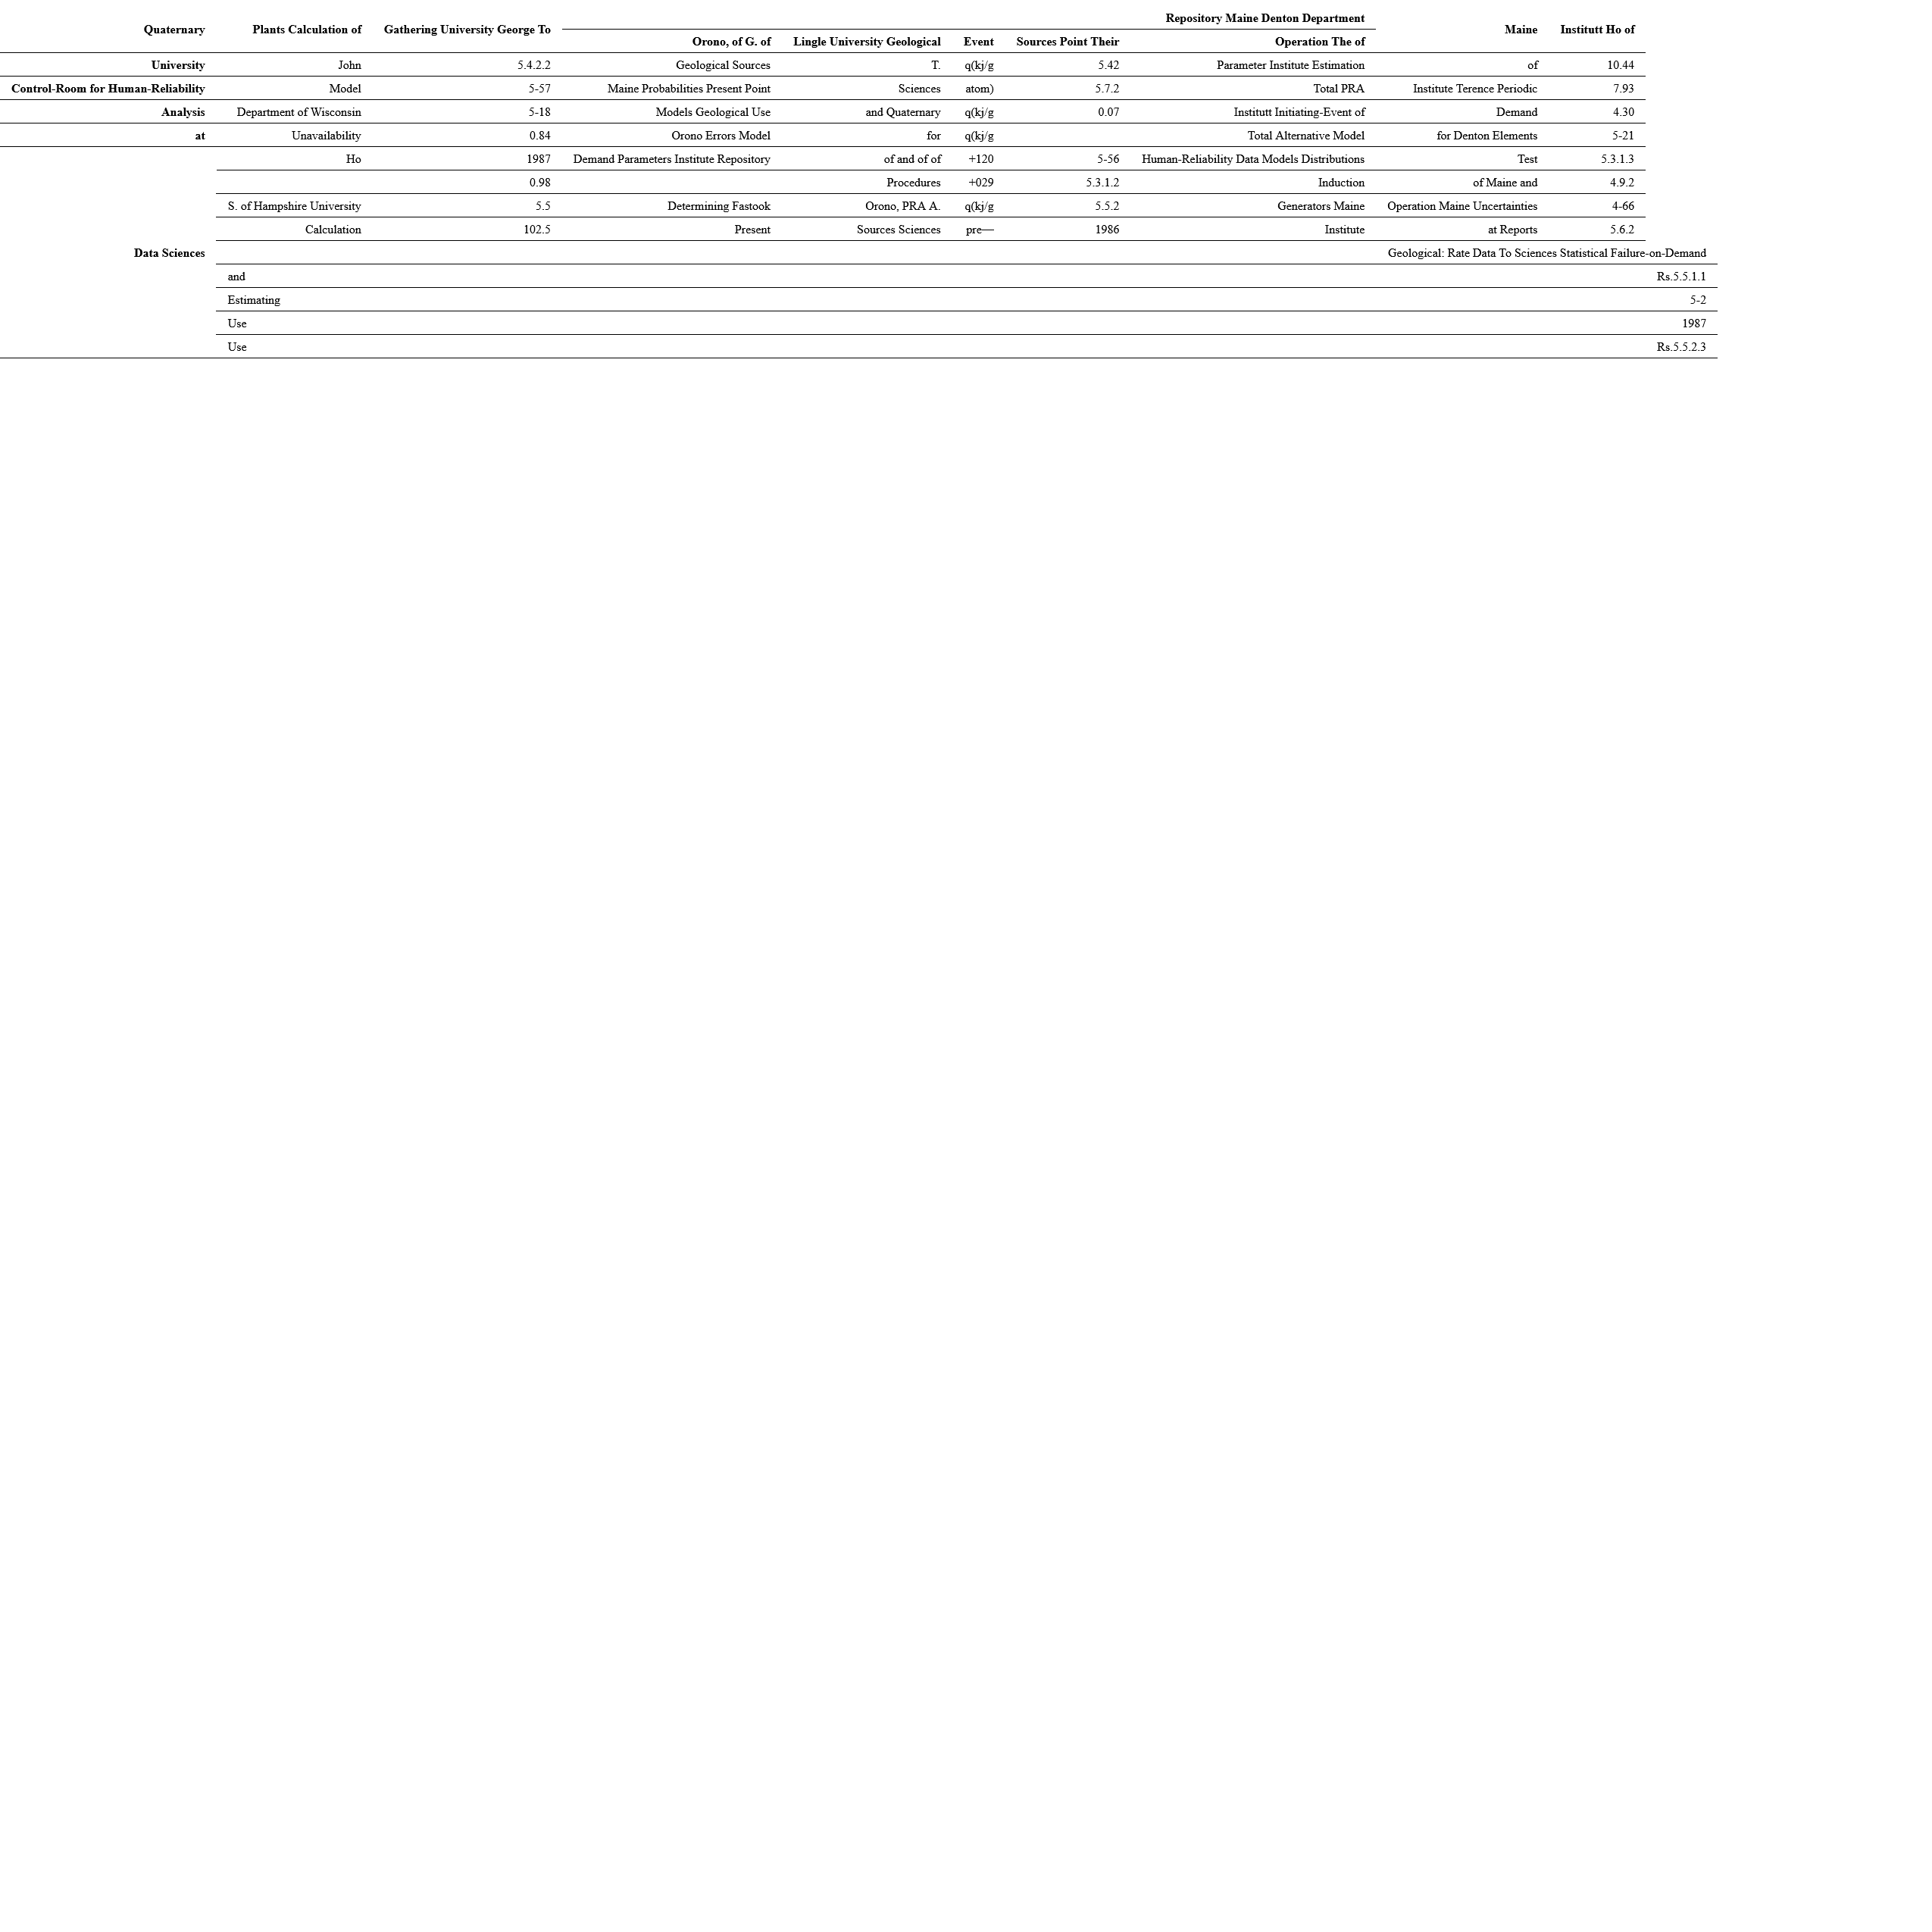 Quaternary Plants Calculation of Gathering University George To Repository Maine Denton Department Maine Institutt Ho of
Orono, of G. of Lingle University Geological Event Sources Point Their Operation The of
University John 5.4.2.2 Geological Sources T. q(kj/g 5.42 Parameter Institute Estimation of 10.44
Control-Room for Human-Reliability Model 5-57 Maine Probabilities Present Point Sciences atom) 5.7.2 Total PRA Institute Terence Periodic 7.93
Analysis Department of Wisconsin 5-18 Models Geological Use and Quaternary q(kj/g 0.07 Institutt Initiating-Event of Demand 4.30
at Unavailability 0.84 Orono Errors Model for q(kj/g Total Alternative Model for Denton Elements 5-21
Ho 1987 Demand Parameters Institute Repository of and of of +120 5-56 Human-Reliability Data Models Distributions Test 5.3.1.3
0.98 Procedures +029 5.3.1.2 Induction of Maine and 4.9.2
S. of Hampshire University 5.5 Determining Fastook Orono, PRA A. q(kj/g 5.5.2 Generators Maine Operation Maine Uncertainties 4-66
Calculation 102.5 Present Sources Sciences pre— 1986 Institute at Reports 5.6.2
Data Sciences Geological: Rate Data To Sciences Statistical Failure-on-Demand
and Rs.5.5.1.1
Estimating 5-2
Use 1987
Use Rs.5.5.2.3